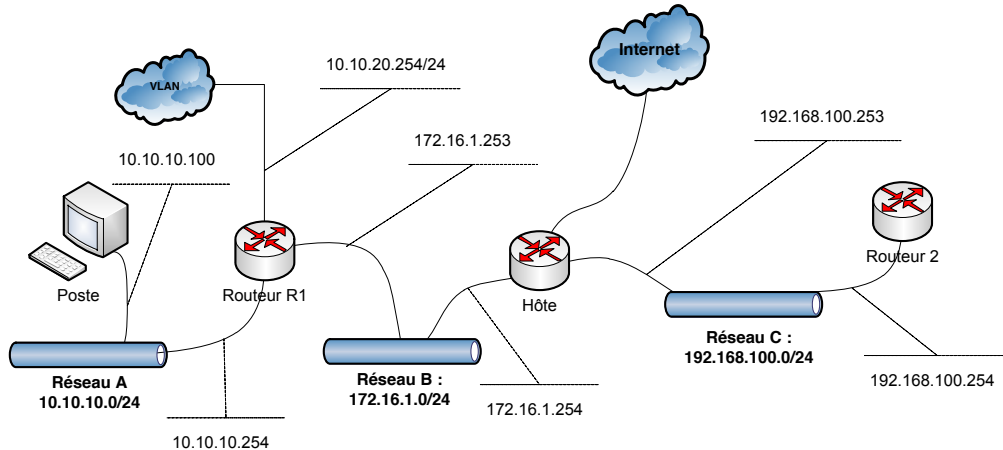 Internet
10.10.20.254/24
VLAN
192.168.100.253
172.16.1.253
10.10.10.100
Routeur 2
Poste
Routeur R1
Hôte
Réseau A
10.10.10.0/24
Réseau B :
172.16.1.0/24
Réseau C :
192.168.100.0/24
192.168.100.254
172.16.1.254
10.10.10.254